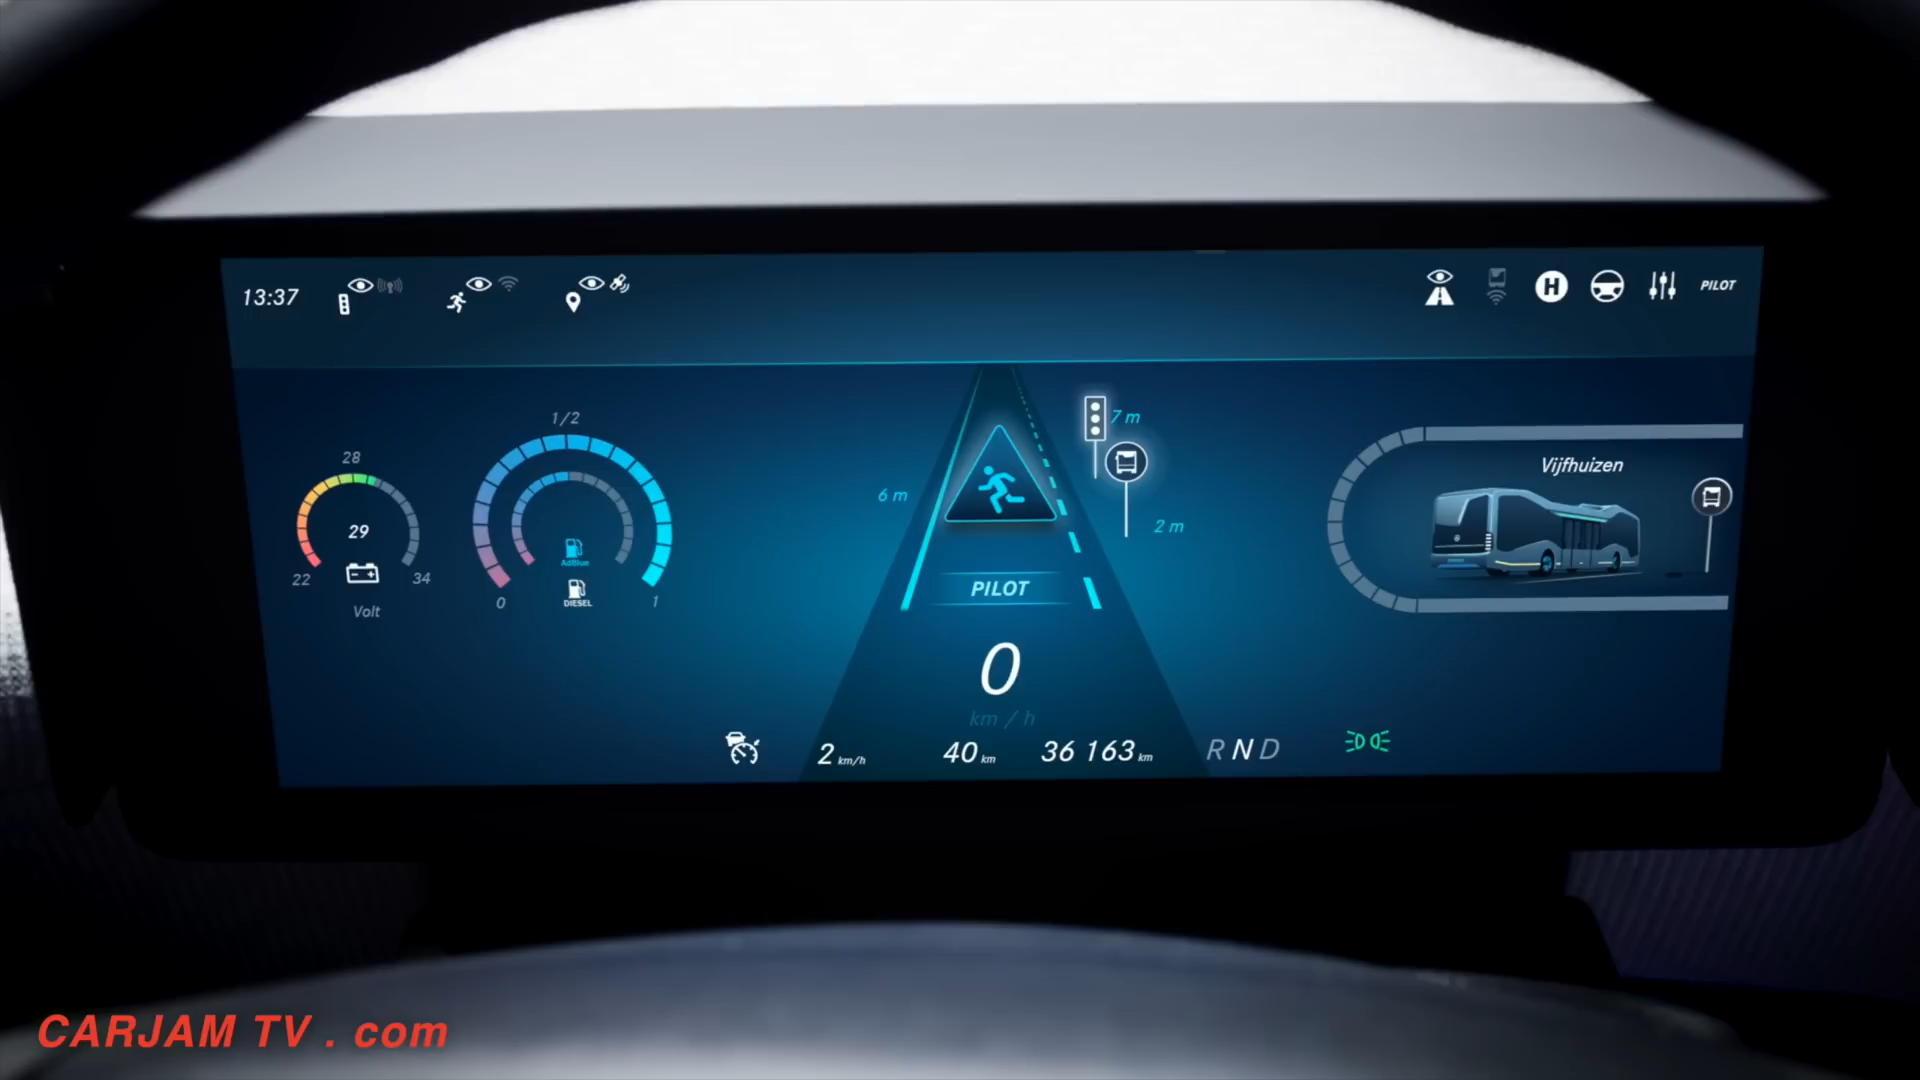 13:37
H
PILOT
1/2
7 m
28
Vijfhuizen
6 m
29
2 m
AdBlue
22
34
DIESEL
PILOT
0
1
Volt
0
km / h
2 km/h
40 km
36 163 km
R N D
CARJAM TV . com